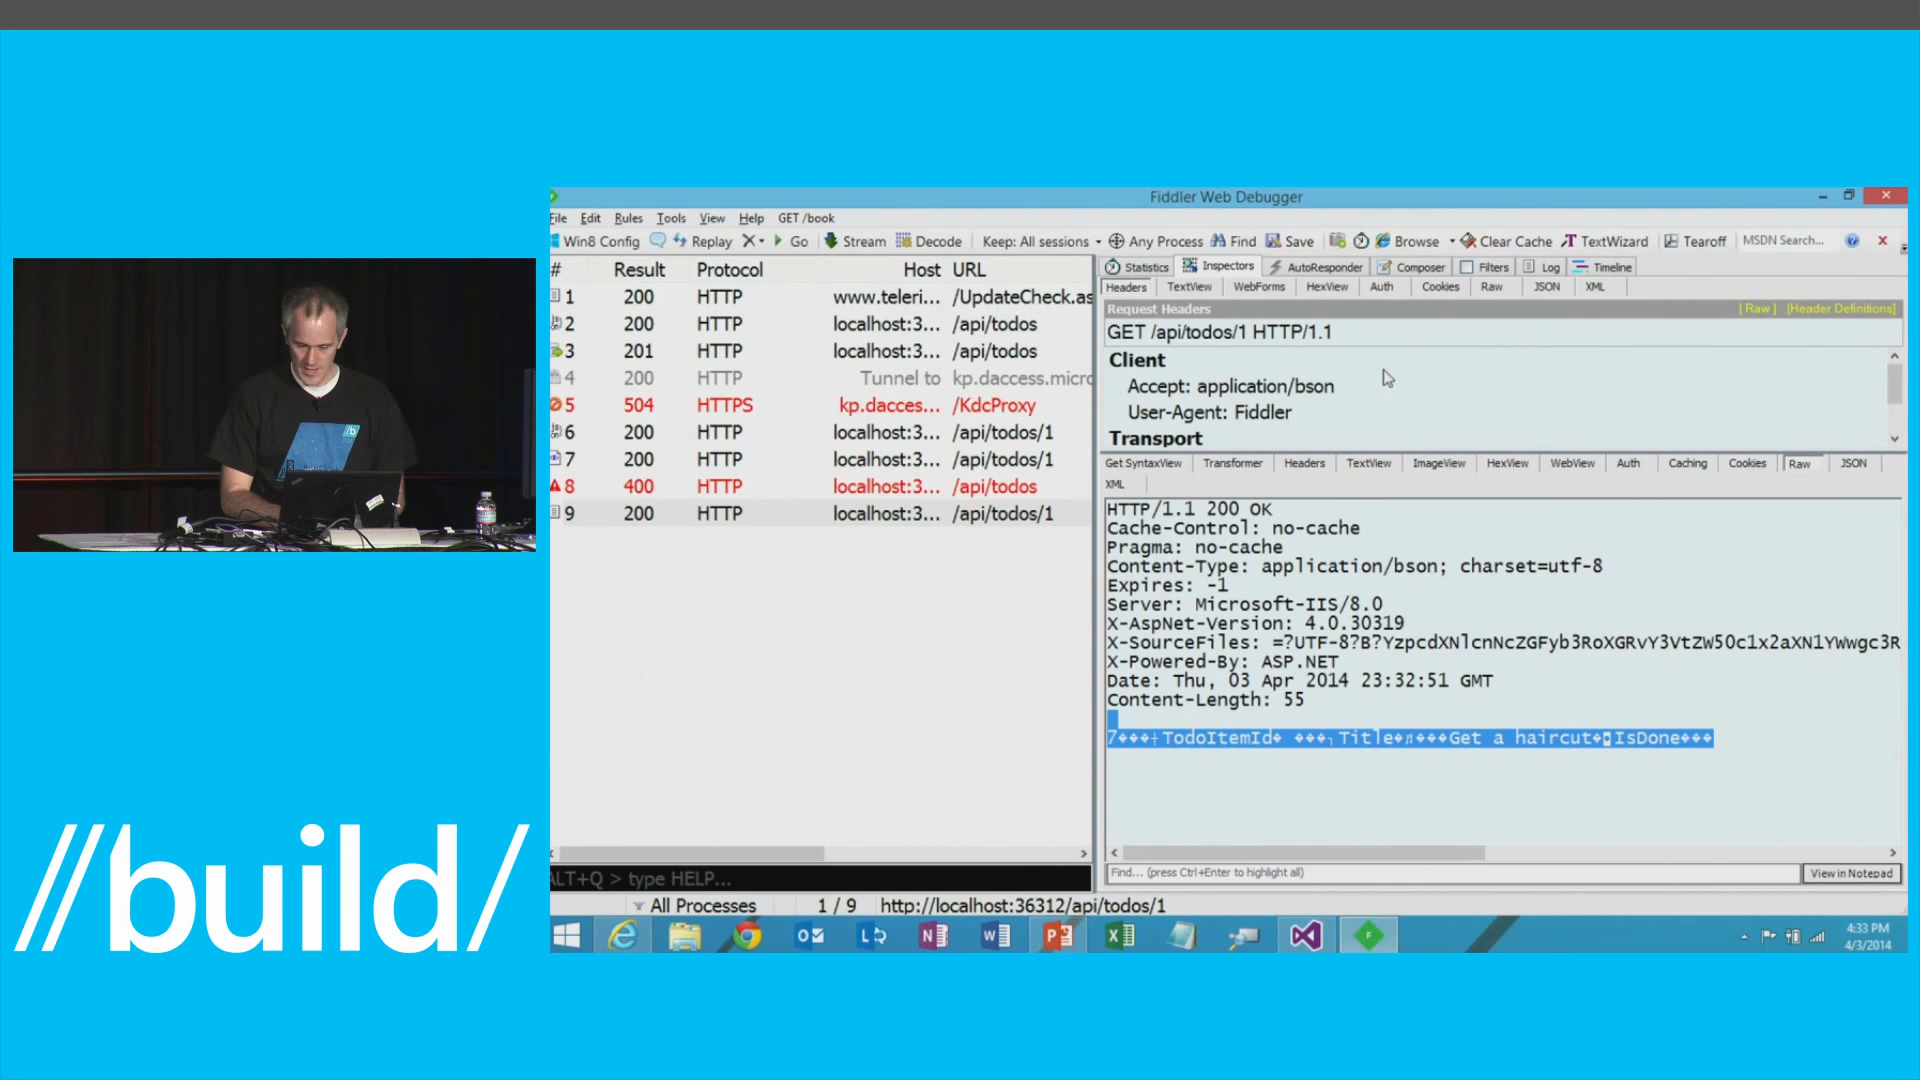 Fiddler Web Debugger
File Edit Rules Tools View Help GET /book
Win8 Config Replay Go Stream Decode Keep: All sessions Any Process Find Save Browse Clear Cache TextWizard Tearoff MSDN Search...
# Result Protocol Host URL
1 200 HTTP www.teleri... /UpdateCheck.as
2 200 HTTP localhost:3... /api/todos
3 201 HTTP localhost:3... /api/todos
4 200 HTTP Tunnel to kp.daccess.micro
5 504 HTTPS kp.dacces... /KdcProxy
6 200 HTTP localhost:3... /api/todos/1
7 200 HTTP localhost:3... /api/todos/1
8 400 HTTP localhost:3... /api/todos
9 200 HTTP localhost:3... /api/todos/1
ALT+Q > type HELP...
Statistics Inspectors AutoResponder Composer Filters Log Timeline
Headers TextView WebForms HexView Auth Cookies Raw JSON XML
Request Headers [ Raw ] [Header Definitions]
GET /api/todos/1 HTTP/1.1
Client
Accept: application/bson
User-Agent: Fiddler
Transport
Get SyntaxView Transformer Headers TextView ImageView HexView WebView Auth Caching Cookies Raw JSON
XML
HTTP/1.1 200 OK
Cache-Control: no-cache
Pragma: no-cache
Content-Type: application/bson; charset=utf-8
Expires: -1
Server: Microsoft-IIS/8.0
X-AspNet-Version: 4.0.30319
X-SourceFiles: =?UTF-8?B?YzpcdXNlcnNcZGFyb3RoXGRvY3VtZW50c1x2aXN1YWwgc3R
X-Powered-By: ASP.NET
Date: Thu, 03 Apr 2014 23:32:51 GMT
Content-Length: 55
7���┼TodoItemId� ���┐Title�♬���Get a haircut�◘IsDone���
Find... (press Ctrl+Enter to highlight all) View in Notepad
All Processes 1 / 9 http://localhost:36312/api/todos/1
4:33 PM
4/3/2014
//build/